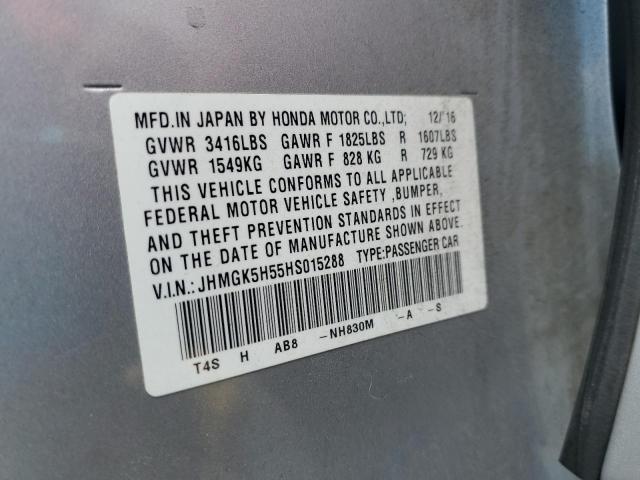 MFD.IN JAPAN BY HONDA MOTOR CO.,LTD; 12/16
GVWR 3416LBS GAWR F 1825LBS R 1607LBS
GVWR 1549KG GAWR F 828 KG R 729 KG
THIS VEHICLE CONFORMS TO ALL APPLICABLE
FEDERAL MOTOR VEHICLE SAFETY ,BUMPER,
AND THEFT PREVENTION STANDARDS IN EFFECT
ON THE DATE OF MANUFACTURE SHOWN ABOVE.
V.I.N.: JHMGK5H55HS015288 TYPE:PASSENGER CAR
T4S H AB8 -NH830M -A -S